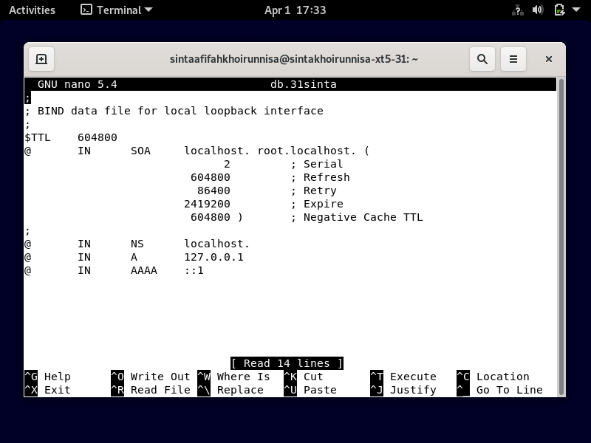 Activities Terminal Apr 1 17:33
sintaafifahkhoirunnisa@sintakhoirunnisa-xt5-31: ~
GNU nano 5.4 db.31sinta
;
; BIND data file for local loopback interface
;
$TTL 604800
@ IN SOA localhost. root.localhost. (
2 ; Serial
604800 ; Refresh
86400 ; Retry
2419200 ; Expire
604800 ) ; Negative Cache TTL
;
@ IN NS localhost.
@ IN A 127.0.0.1
@ IN AAAA ::1
[ Read 14 lines ]
^G Help ^O Write Out ^W Where Is ^K Cut ^T Execute ^C Location
^X Exit ^R Read File ^\ Replace ^U Paste ^J Justify ^_ Go To Line